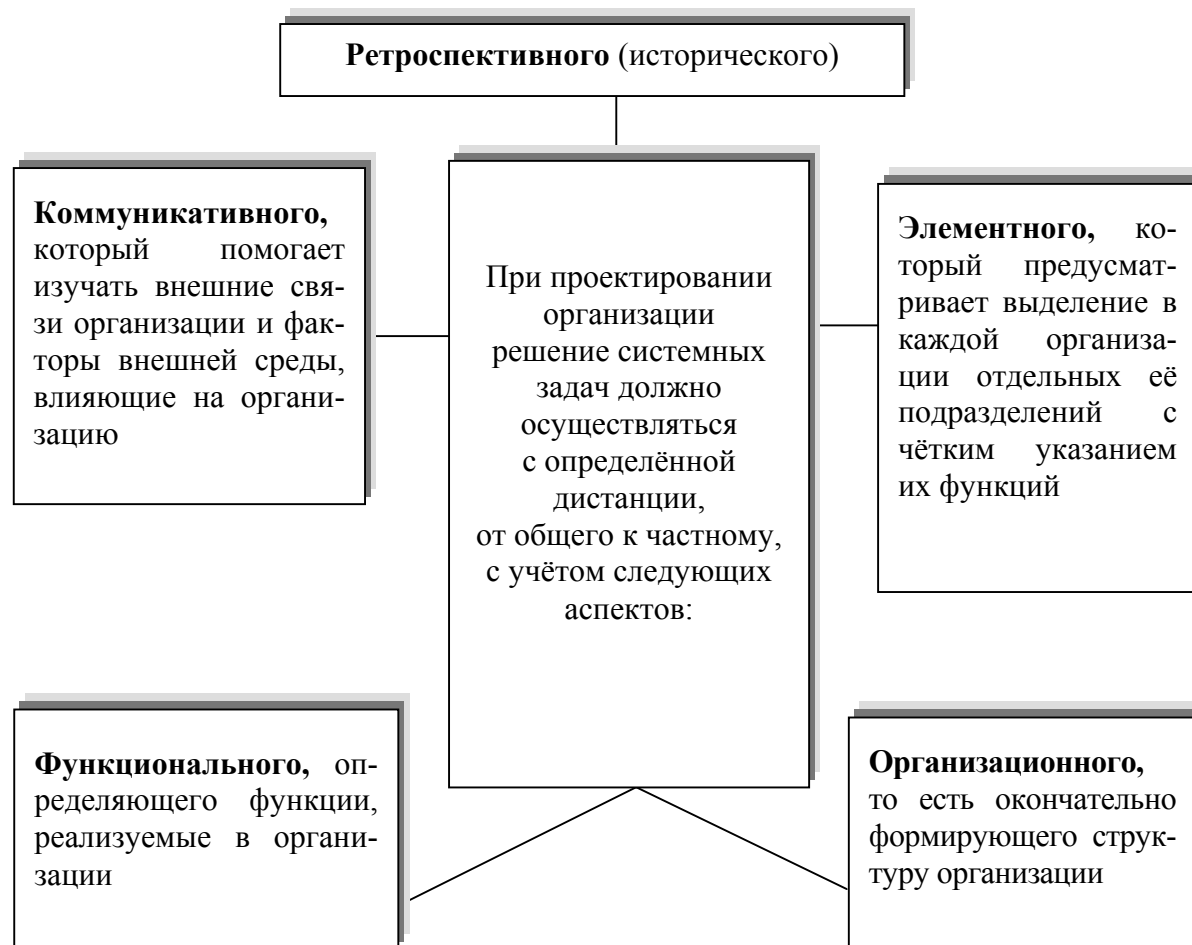 Ретроспективного (исторического)
Коммуникативного,
который помогает
изучать внешние свя-
зи организации и фак-
торы внешней среды,
влияющие на органи-
зацию
При проектировании
организации
решение системных
задач должно
осуществляться
с определённой
дистанции,
от общего к частному,
с учётом следующих
аспектов:
Элементного, ко-
торый предусмат-
ривает выделение в
каждой организа-
ции отдельных её
подразделений с
чётким указанием
их функций
Функционального, оп-
ределяющего функции,
реализуемые в органи-
зации
Организационного,
то есть окончательно
формирующего струк-
туру организации